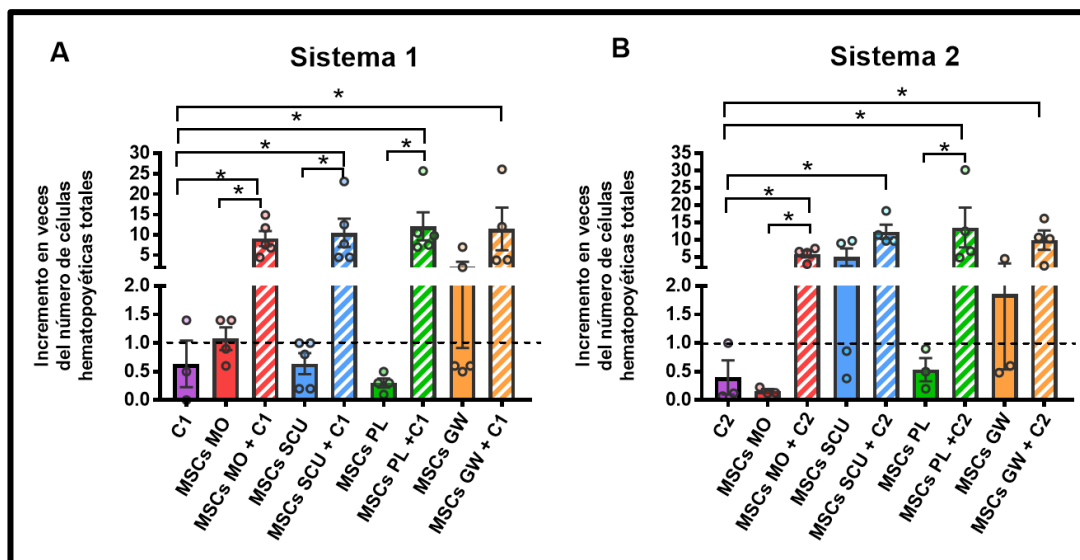 A
Sistema 1
Incremento en veces
del número de células
hematopoyéticas totales
*
*
*
*
*
*
*
30
25
20
15
10
5
2.0
1.5
1.0
0.5
0.0
C1
MSCs MO
MSCs MO + C1
MSCs SCU
MSCs SCU + C1
MSCs PL
MSCs PL +C1
MSCs GW
MSCs GW + C1
B
Sistema 2
Incremento en veces
del número de células
hematopoyéticas totales
*
*
*
*
*
*
35
30
25
20
15
10
5
2.0
1.5
1.0
0.5
0.0
C2
MSCs MO
MSCs MO + C2
MSCs SCU
MSCs SCU + C2
MSCs PL
MSCs PL +C2
MSCs GW
MSCs GW + C2